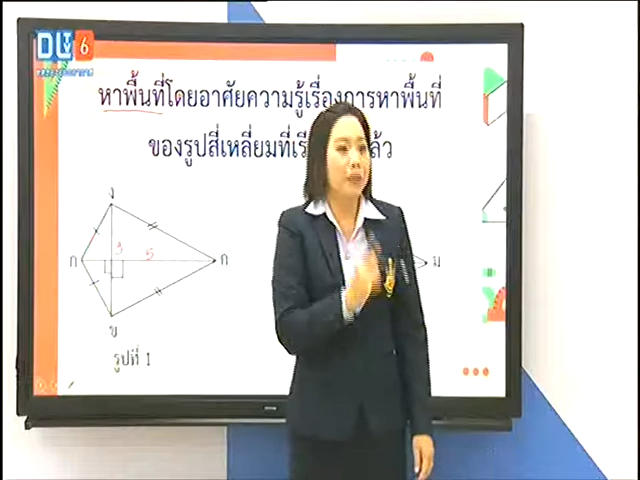 DLTV 6
หาพื้นที่โดยอาศัยความรู้เรื่องการหาพื้นที่
ของรูปสี่เหลี่ยมที่เรี ล้ว
ง
3
5
ก
ข
รูปที่ 1
ม